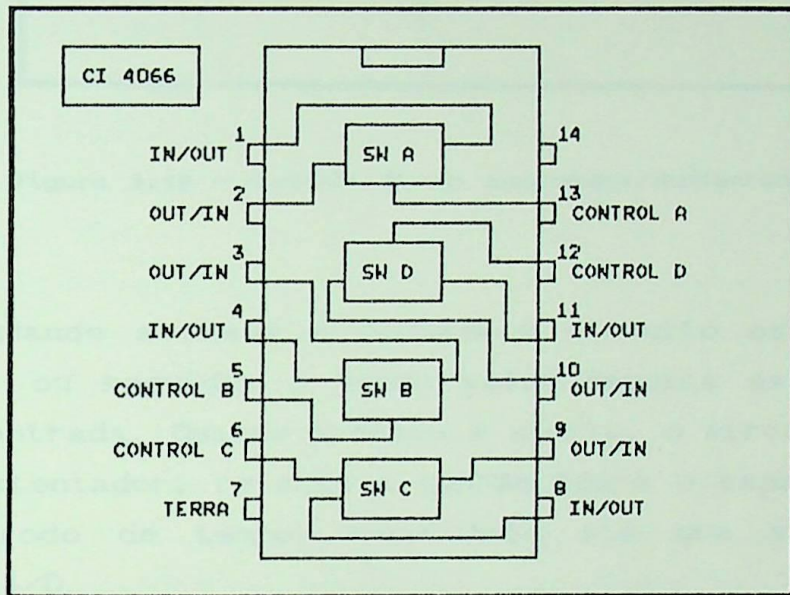 CI 4066
1
IN/OUT
SW A
14
2
OUT/IN
13
CONTROL A
3
OUT/IN
SW D
12
CONTROL D
4
IN/OUT
11
IN/OUT
5
CONTROL B
SW B
10
OUT/IN
6
CONTROL C
SW C
9
OUT/IN
7
TERRA
8
IN/OUT